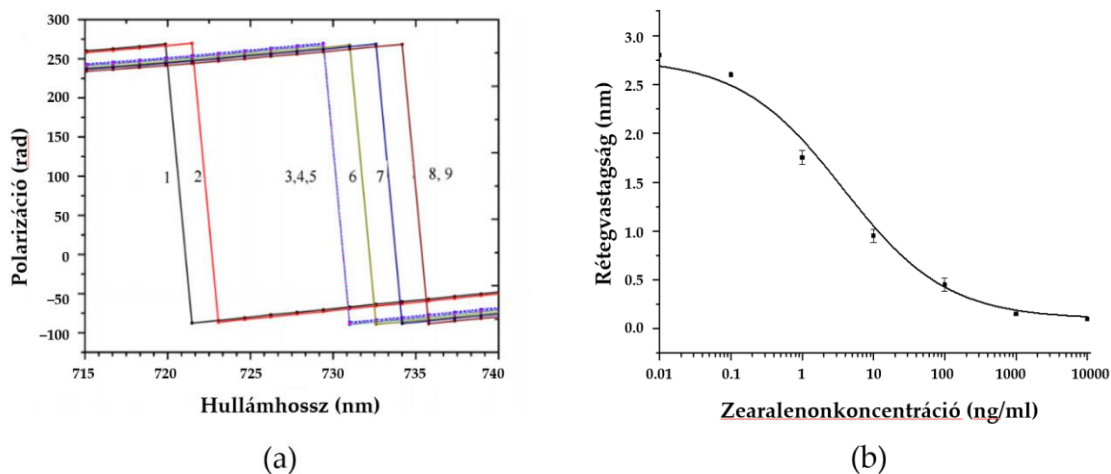 300
250
200
150
100
50
0
−50
−100
Polarizáció (rad)
1 2 3,4,5 6 7 8, 9
715 720 725 730 735 740
Hullámhossz (nm)
(a)
3.0
2.5
2.0
1.5
1.0
0.5
0.0
Rétegvastagság (nm)
0.01 0.1 1 10 100 1000 10000
Zearalenonkoncentráció (ng/ml)
(b)